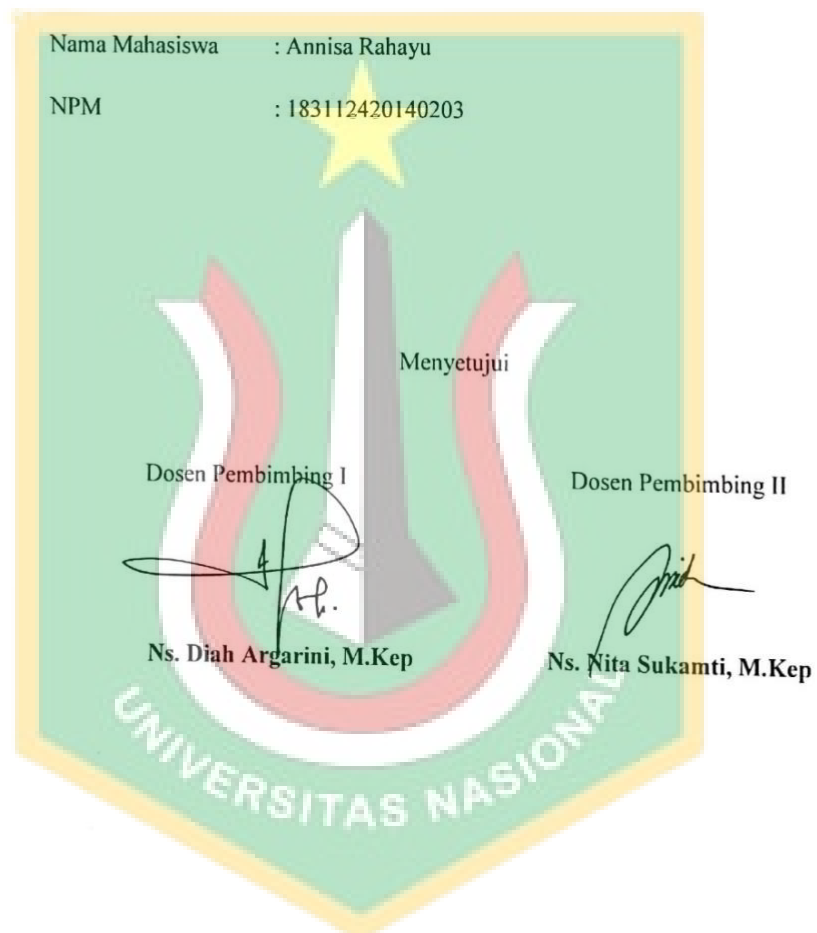 Nama Mahasiswa : Annisa Rahayu
NPM : 183112420140203
Menyetujui
Dosen Pembimbing I Dosen Pembimbing II
Ns. Diah Argarini, M.Kep Ns. Nita Sukamti, M.Kep
UNIVERSITAS NASIONAL